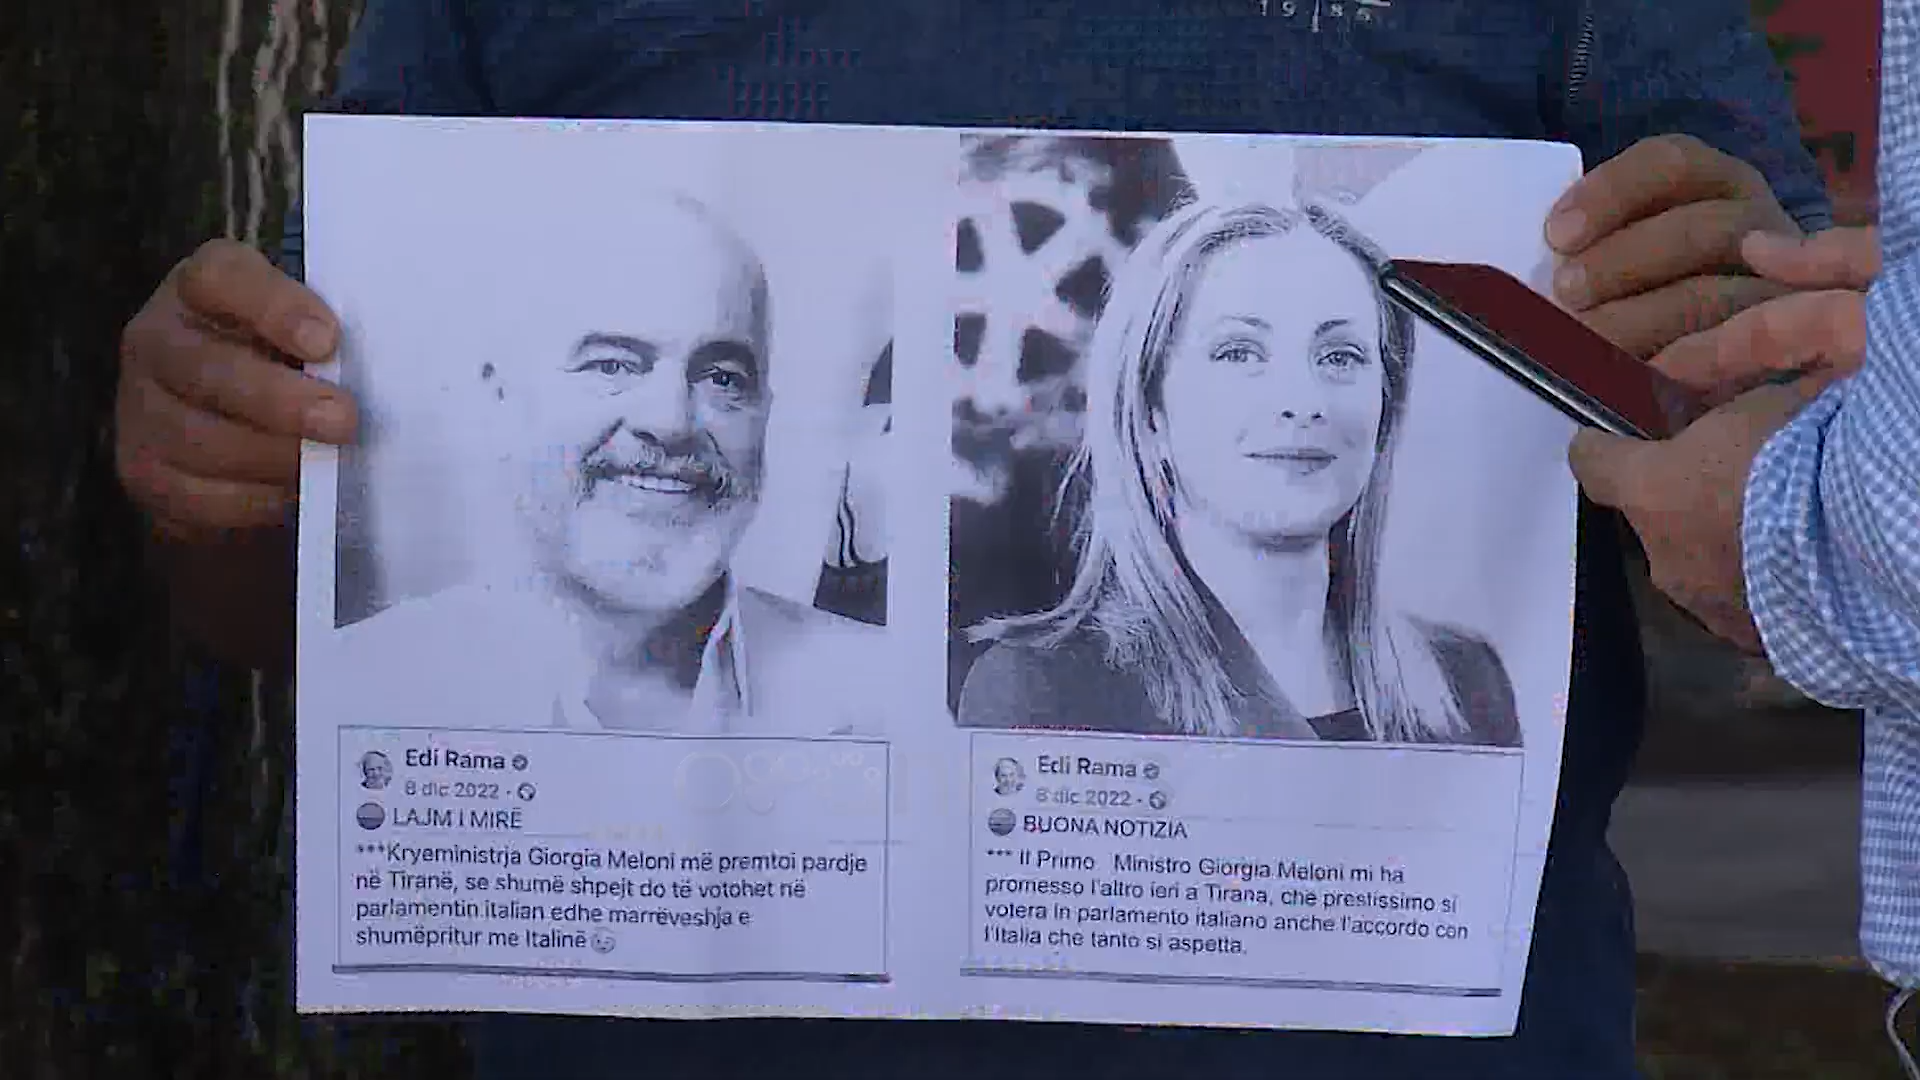 Edi Rama
8 dic 2022 ·
LAJM I MIRË
***Kryeministrja Giorgia Meloni më premtoi pardje
në Tiranë, se shumë shpejt do të votohet në
parlamentin italian edhe marrëveshja e
shumëpritur me Italinë
Edi Rama
8 dic 2022 ·
BUONA NOTIZIA
*** Il Primo Ministro Giorgia Meloni mi ha
promesso l'altro ieri a Tirana, che prestissimo si
votera in parlamento italiano anche l'accordo con
l'Italia che tanto si aspetta.